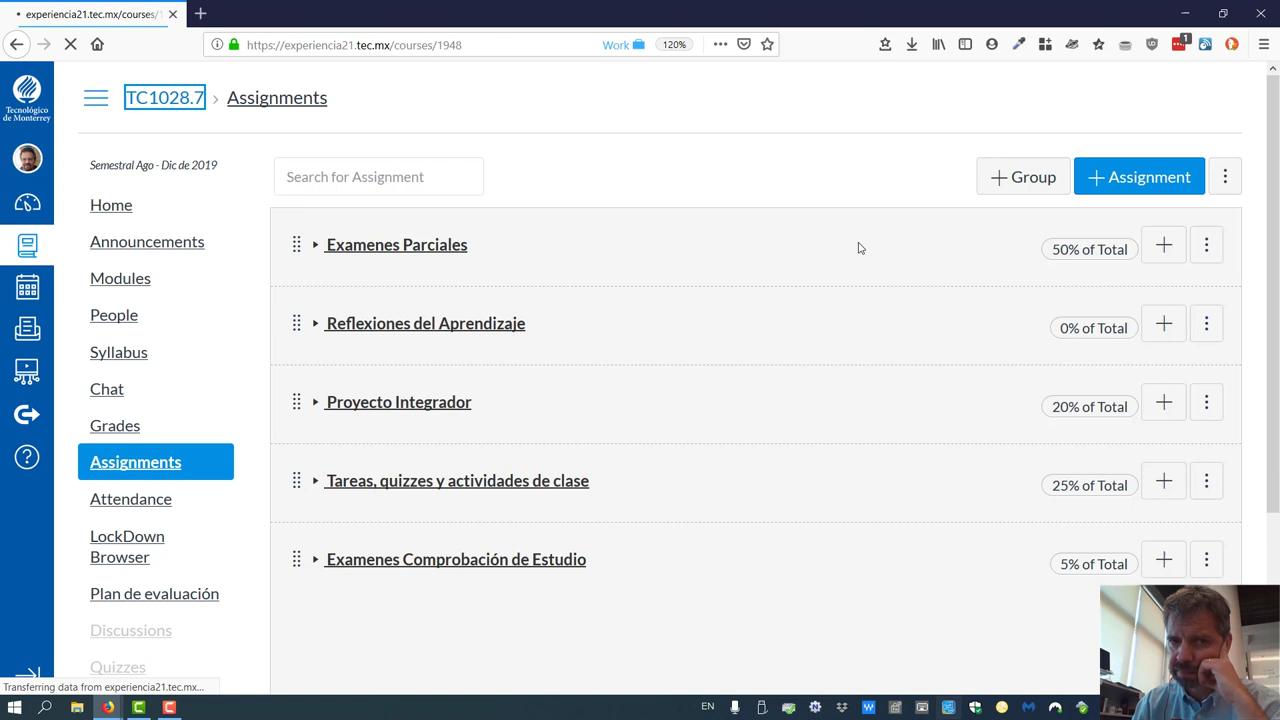 experiencia21.tec.mx/courses/1
https://experiencia21.tec.mx/courses/1948
Work
120%
1
Tecnológico
de Monterrey
TC1028.7 › Assignments
Semestral Ago - Dic de 2019
Home
Announcements
Modules
People
Syllabus
Chat
Grades
Assignments
Attendance
LockDown
Browser
Plan de evaluación
Discussions
Quizzes
Search for Assignment
+ Group
+ Assignment
Examenes Parciales
50% of Total
Reflexiones del Aprendizaje
0% of Total
Proyecto Integrador
20% of Total
Tareas, quizzes y actividades de clase
25% of Total
Examenes Comprobación de Estudio
5% of Total
Transferring data from experiencia21.tec.mx...
EN